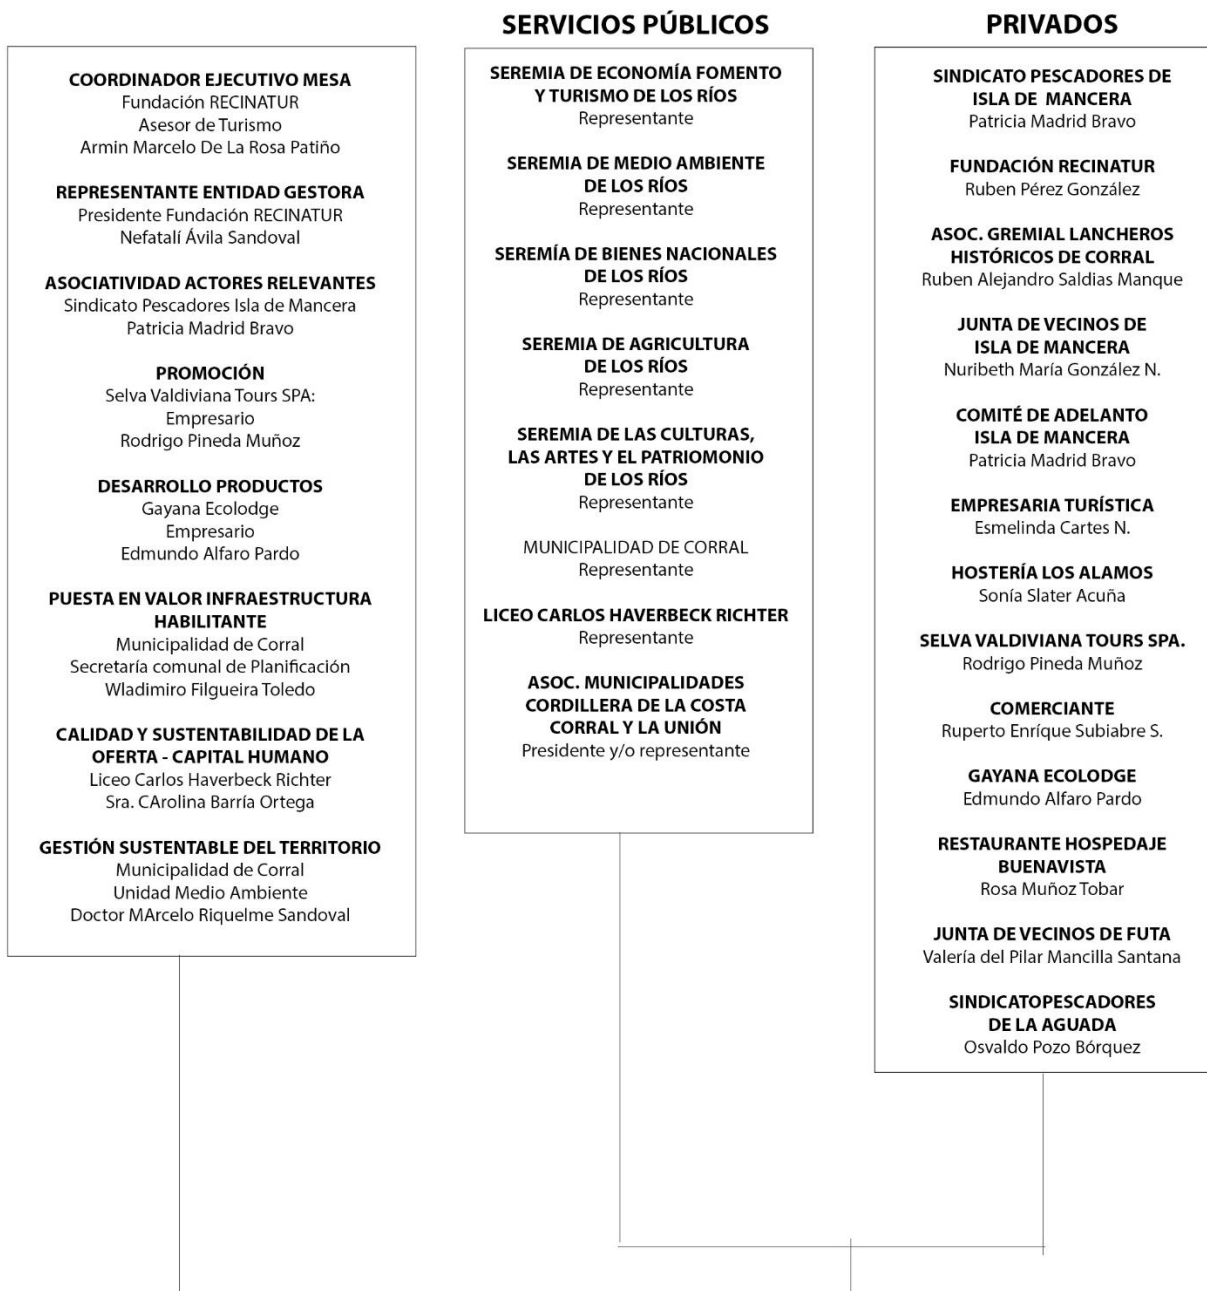 COORDINADOR EJECUTIVO MESA
Fundación RECINATUR
Asesor de Turismo
Armin Marcelo De La Rosa Patiño
REPRESENTANTE ENTIDAD GESTORA
Presidente Fundación RECINATUR
Nefatalí Ávila Sandoval
ASOCIATIVIDAD ACTORES RELEVANTES
Sindicato Pescadores Isla de Mancera
Patricia Madrid Bravo
PROMOCIÓN
Selva Valdiviana Tours SPA:
Empresario
Rodrigo Pineda Muñoz
DESARROLLO PRODUCTOS
Gayana Ecolodge
Empresario
Edmundo Alfaro Pardo
PUESTA EN VALOR INFRAESTRUCTURA
HABILITANTE
Municipalidad de Corral
Secretaría comunal de Planificación
Wladimiro Filgueira Toledo
CALIDAD Y SUSTENTABILIDAD DE LA
OFERTA - CAPITAL HUMANO
Liceo Carlos Haverbeck Richter
Sra. CArolina Barría Ortega
GESTIÓN SUSTENTABLE DEL TERRITORIO
Municipalidad de Corral
Unidad Medio Ambiente
Doctor MArcelo Riquelme Sandoval
SERVICIOS PÚBLICOS
SEREMIA DE ECONOMÍA FOMENTO
Y TURISMO DE LOS RÍOS
Representante
SEREMIA DE MEDIO AMBIENTE
DE LOS RÍOS
Representante
SEREMÍA DE BIENES NACIONALES
DE LOS RÍOS
Representante
SEREMIA DE AGRICULTURA
DE LOS RÍOS
Representante
SEREMIA DE LAS CULTURAS,
LAS ARTES Y EL PATRIOMONIO
DE LOS RÍOS
Representante
MUNICIPALIDAD DE CORRAL
Representante
LICEO CARLOS HAVERBECK RICHTER
Representante
ASOC. MUNICIPALIDADES
CORDILLERA DE LA COSTA
CORRAL Y LA UNIÓN
Presidente y/o representante
PRIVADOS
SINDICATO PESCADORES DE
ISLA DE MANCERA
Patricia Madrid Bravo
FUNDACIÓN RECINATUR
Ruben Pérez González
ASOC. GREMIAL LANCHEROS
HISTÓRICOS DE CORRAL
Ruben Alejandro Saldias Manque
JUNTA DE VECINOS DE
ISLA DE MANCERA
Nuribeth María González N.
COMITÉ DE ADELANTO
ISLA DE MANCERA
Patricia Madrid Bravo
EMPRESARIA TURÍSTICA
Esmelinda Cartes N.
HOSTERÍA LOS ALAMOS
Sonía Slater Acuña
SELVA VALDIVIANA TOURS SPA.
Rodrigo Pineda Muñoz
COMERCIANTE
Ruperto Enríque Subiabre S.
GAYANA ECOLODGE
Edmundo Alfaro Pardo
RESTAURANTE HOSPEDAJE
BUENAVISTA
Rosa Muñoz Tobar
JUNTA DE VECINOS DE FUTA
Valería del Pilar Mancilla Santana
SINDICATOPESCADORES
DE LA AGUADA
Osvaldo Pozo Bórquez